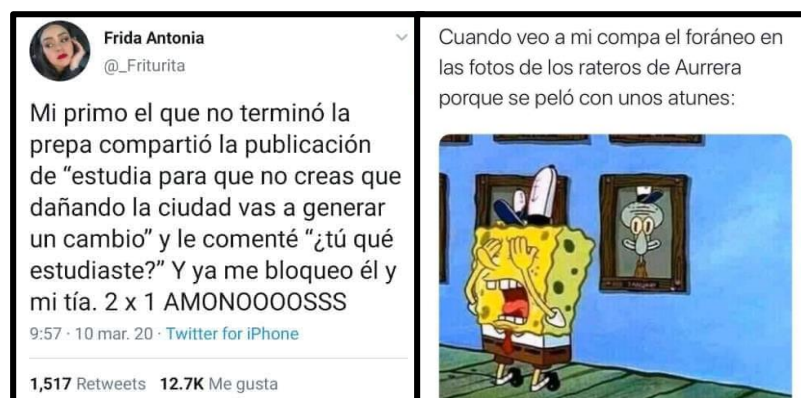 Frida Antonia
@_Friturita
Mi primo el que no terminó la
prepa compartió la publicación
de “estudia para que no creas que
dañando la ciudad vas a generar
un cambio” y le comenté “¿tú qué
estudiaste?” Y ya me bloqueo él y
mi tía. 2 x 1 AMONOOOOSSS
9:57 · 10 mar. 20 · Twitter for iPhone
1,517 Retweets 12.7K Me gusta
Cuando veo a mi compa el foráneo en
las fotos de los rateros de Aurrera
porque se peló con unos atunes: